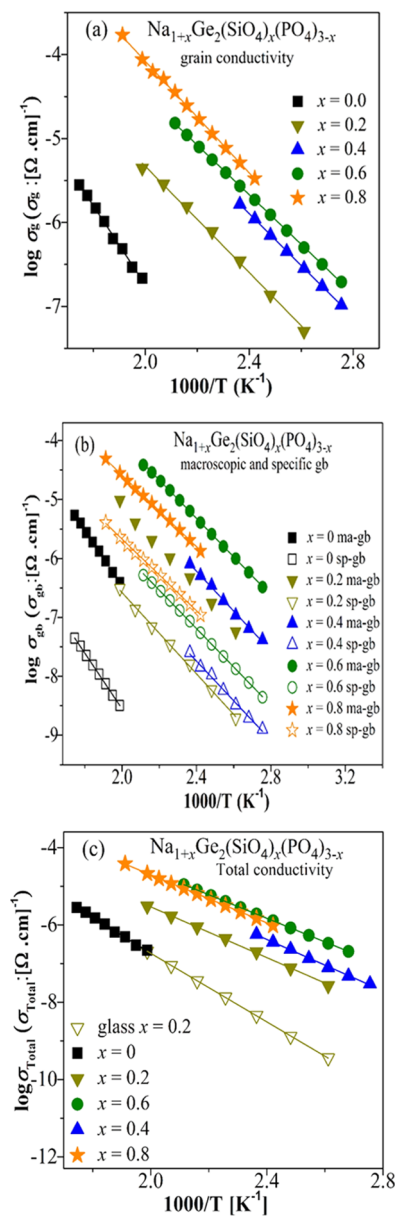 (a) Na1+xGe2(SiO4)x(PO4)3-x
grain conductivity
x = 0.0
x = 0.2
x = 0.4
x = 0.6
x = 0.8
-4
-5
-6
-7
log σg (σg :[Ω .cm]-1)
2.0 2.4 2.8
1000/T (K-1)
(b) Na1+xGe2(SiO4)x(PO4)3-x
macroscopic and specific gb
x = 0 ma-gb
x = 0 sp-gb
x = 0.2 ma-gb
x = 0.2 sp-gb
x = 0.4 ma-gb
x = 0.4 sp-gb
x = 0.6 ma-gb
x = 0.6 sp-gb
x = 0.8 ma-gb
x = 0.8 sp-gb
-4
-5
-6
-7
-8
-9
log σgb (σgb:[Ω .cm]-1)
2.0 2.4 2.8 3.2
1000/T (K-1)
(c) Na1+xGe2(SiO4)x(PO4)3-x
Total conductivity
glass x = 0.2
x = 0
x = 0.2
x = 0.6
x = 0.4
x = 0.8
-4
-6
-8
-10
-12
logσTotal (σTotal:[Ω .cm]-1)
2.0 2.4 2.8
1000/T [K-1]